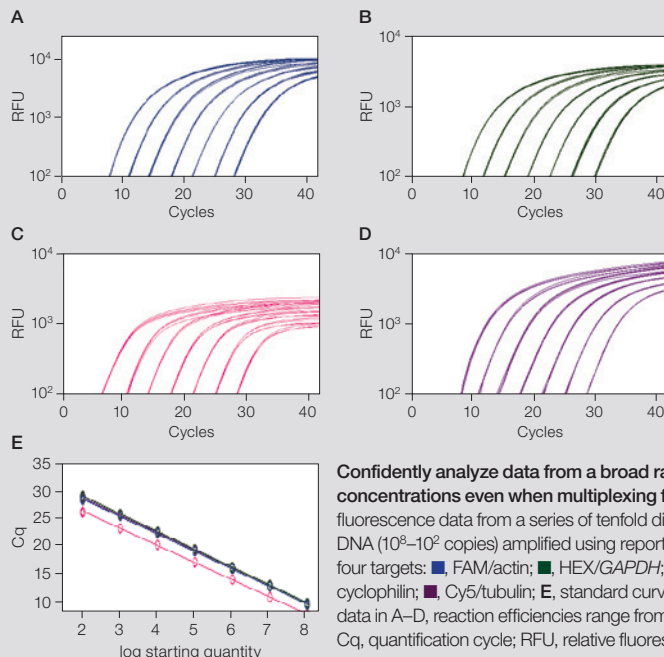 A
10⁴
10³
10²
RFU
0 10 20 30 40
Cycles
B
10⁴
10³
10²
RFU
0 10 20 30 40
Cycles
C
10⁴
10³
10²
RFU
0 10 20 30 40
Cycles
D
10⁴
10³
10²
RFU
0 10 20 30 40
Cycles
E
35
30
25
20
15
10
Cq
2 3 4 5 6 7 8
log starting quantity
Confidently analyze data from a broad ra
concentrations even when multiplexing f
fluorescence data from a series of tenfold di
DNA (10⁸–10² copies) amplified using report
four targets: ■, FAM/actin; ■, HEX/GAPDH;
cyclophilin; ■, Cy5/tubulin; E, standard curv
data in A–D, reaction efficiencies range from
Cq, quantification cycle; RFU, relative fluores